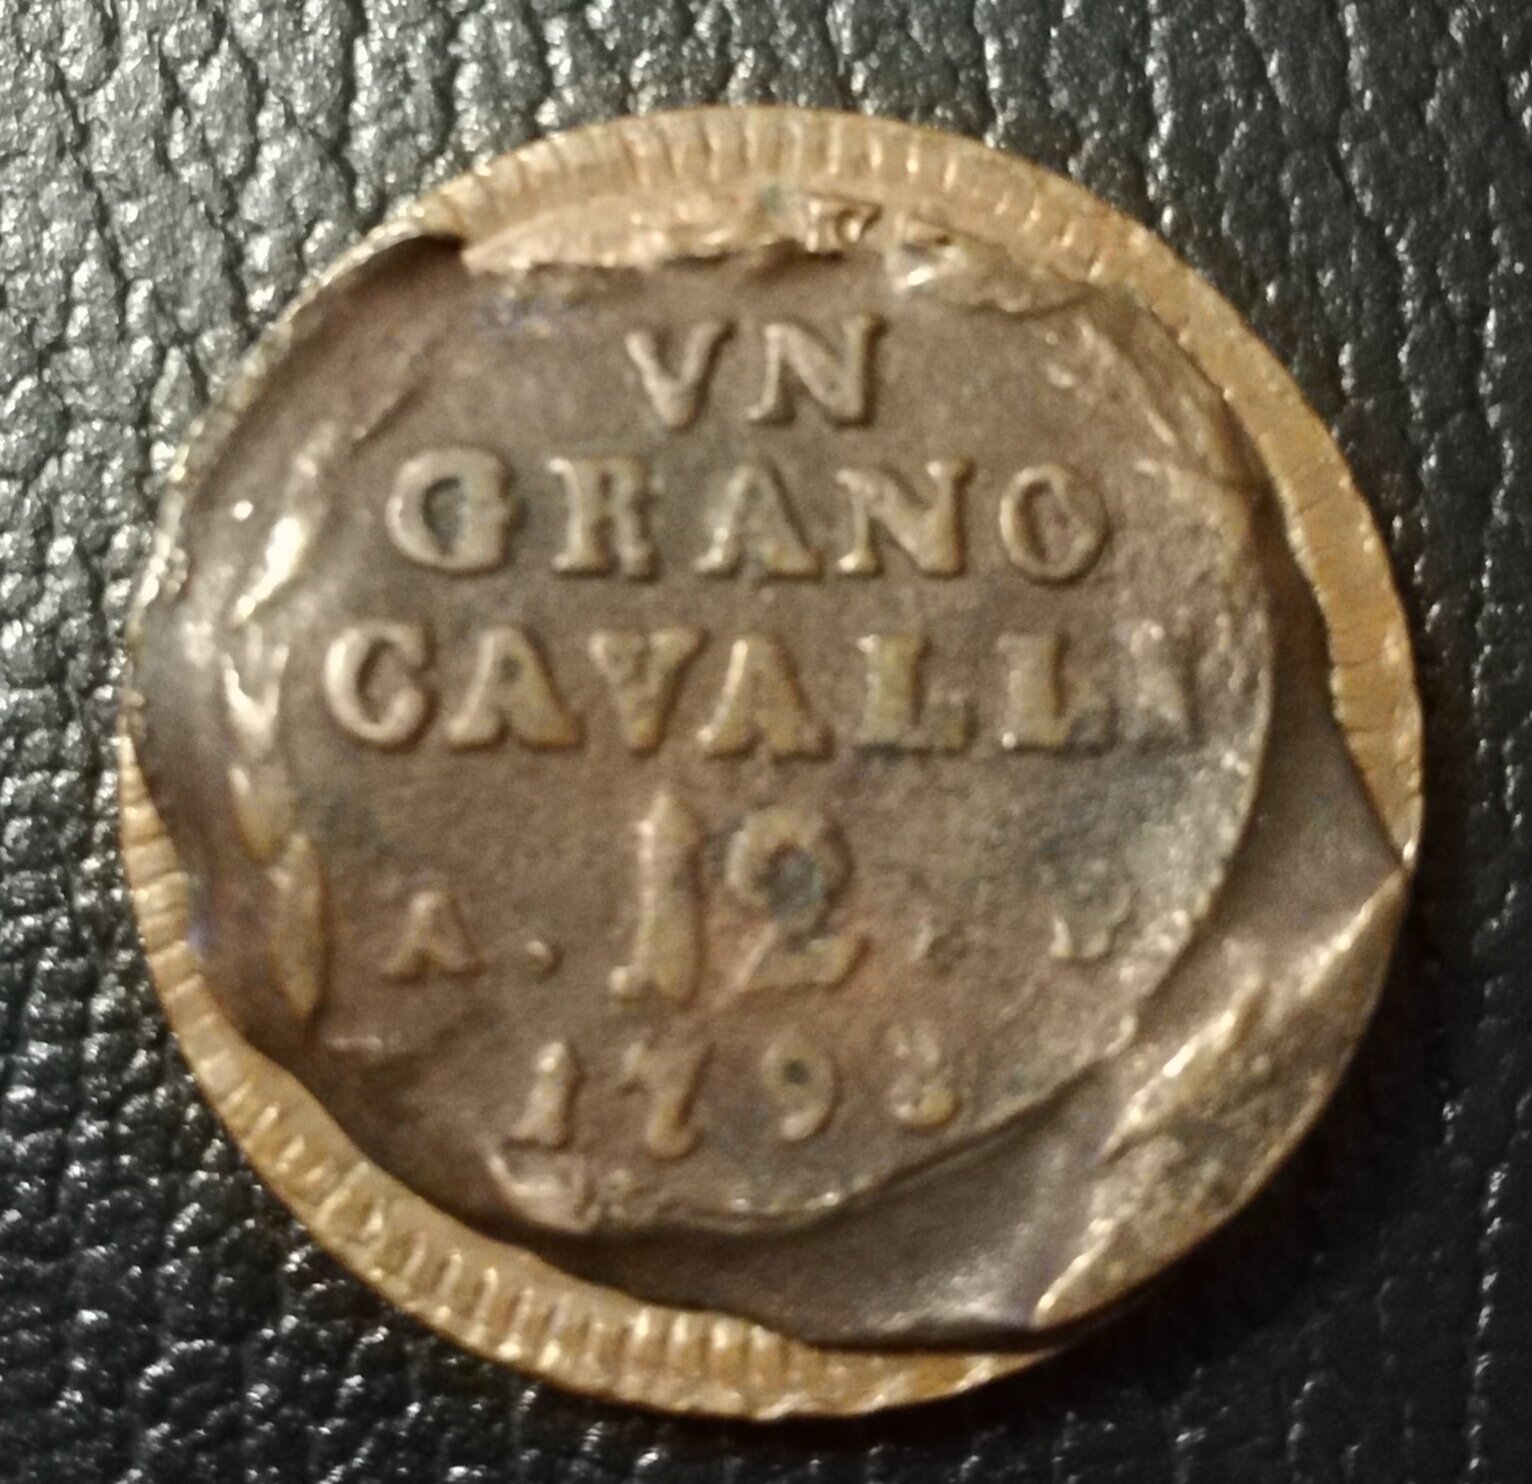 VN
GRANO
CAVALLI
A. 12 . P
1798